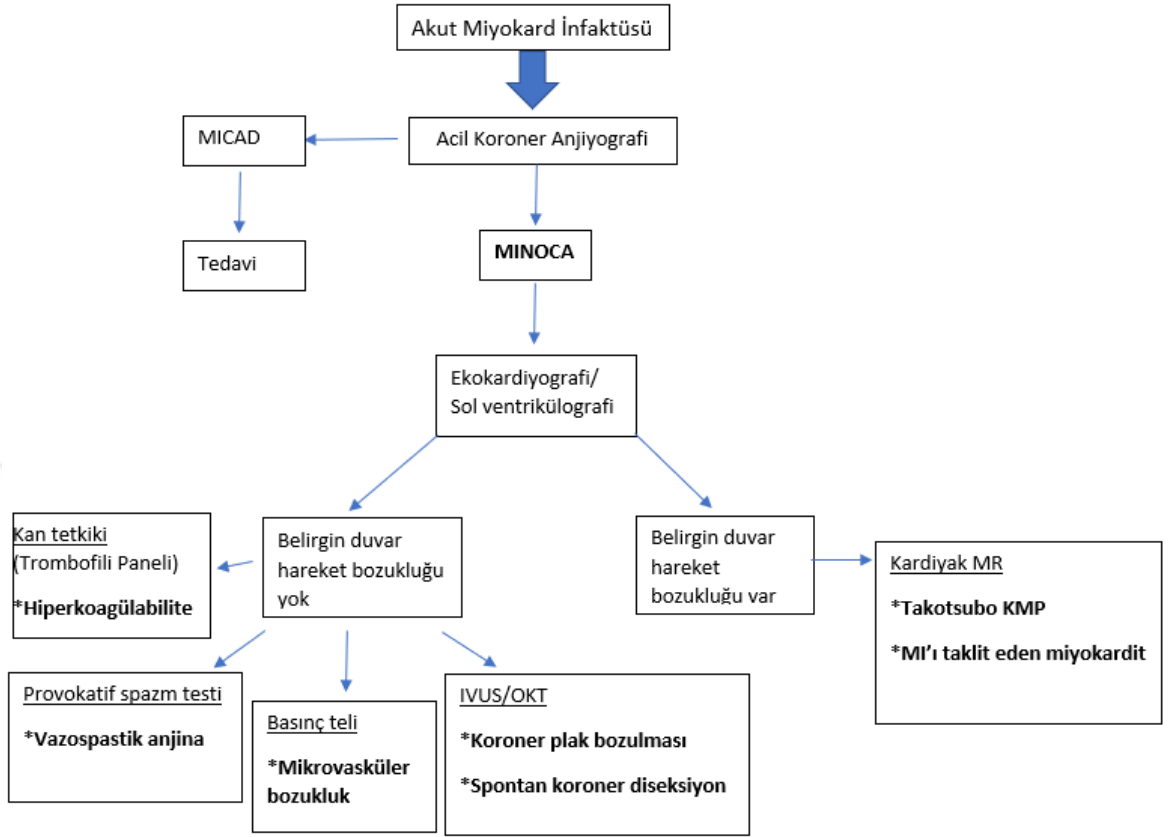 Akut Miyokard İnfaktüsü
MICAD
Acil Koroner Anjiyografi
Tedavi
MINOCA
Ekokardiyografi/
Sol ventrikülografi
Kan tetkiki
(Trombofili Paneli)
*Hiperkoagülabilite
Belirgin duvar
hareket bozukluğu
yok
Belirgin duvar
hareket
bozukluğu var
Kardiyak MR
*Takotsubo KMP
*MI’ı taklit eden miyokardit
Provokatif spazm testi
*Vazospastik anjina
Basınç teli
*Mikrovasküler
bozukluk
IVUS/OKT
*Koroner plak bozulması
*Spontan koroner diseksiyon